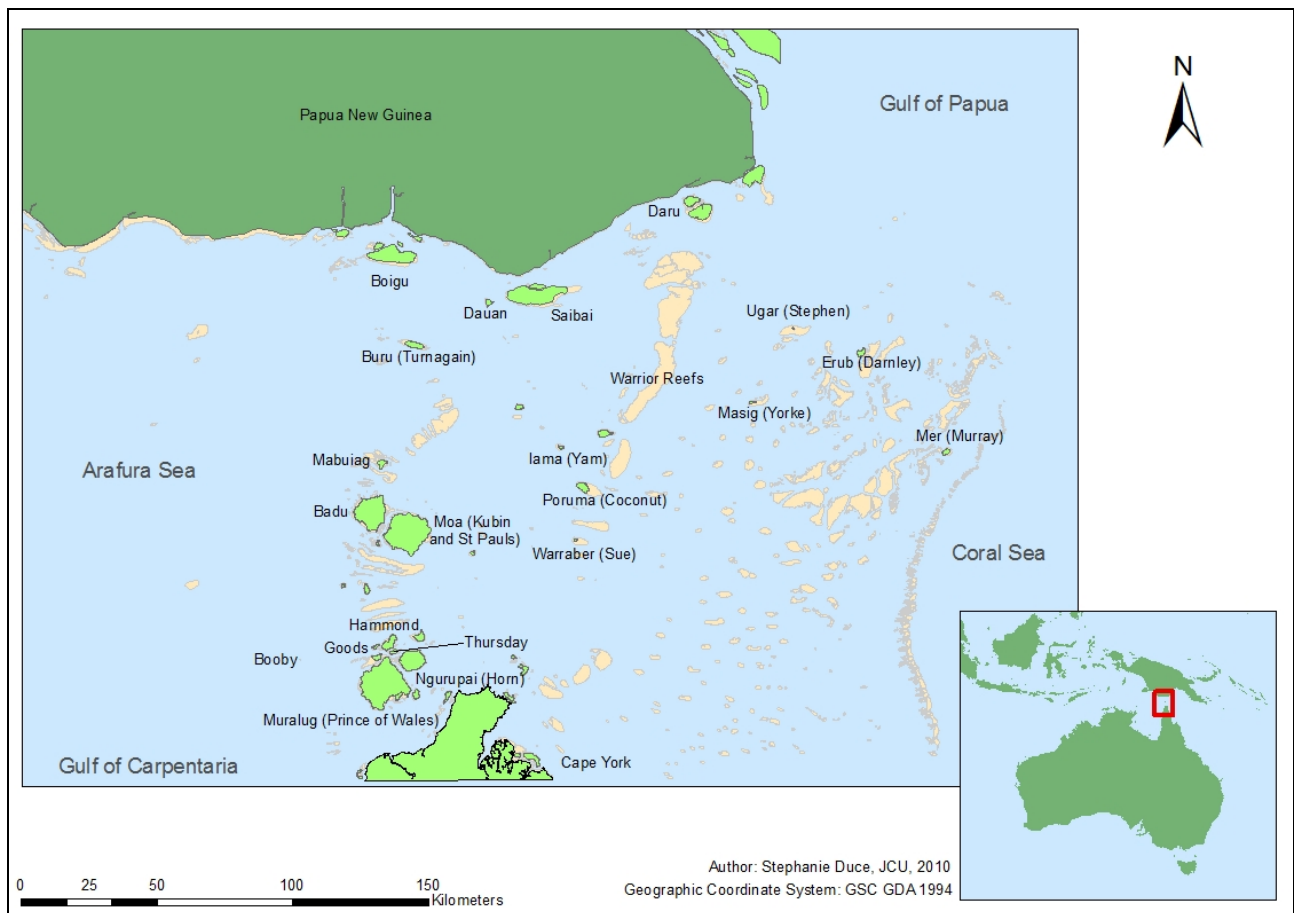 N
Gulf of Papua
Papua New Guinea
Daru
Boigu
Dauan
Saibai
Ugar (Stephen)
Buru (Turnagain)
Erub (Darnley)
Warrior Reefs
Masig (Yorke)
Mer (Murray)
Mabuiag
Iama (Yam)
Arafura Sea
Poruma (Coconut)
Badu
Moa (Kubin
and St Pauls)
Warraber (Sue)
Coral Sea
Hammond
Thursday
Goods
Booby
Ngurupai (Horn)
Muralug (Prince of Wales)
Cape York
Gulf of Carpentaria
Author: Stephanie Duce, JCU, 2010
Geographic Coordinate System: GSC GDA 1994
0 25 50 100 150
Kilometers